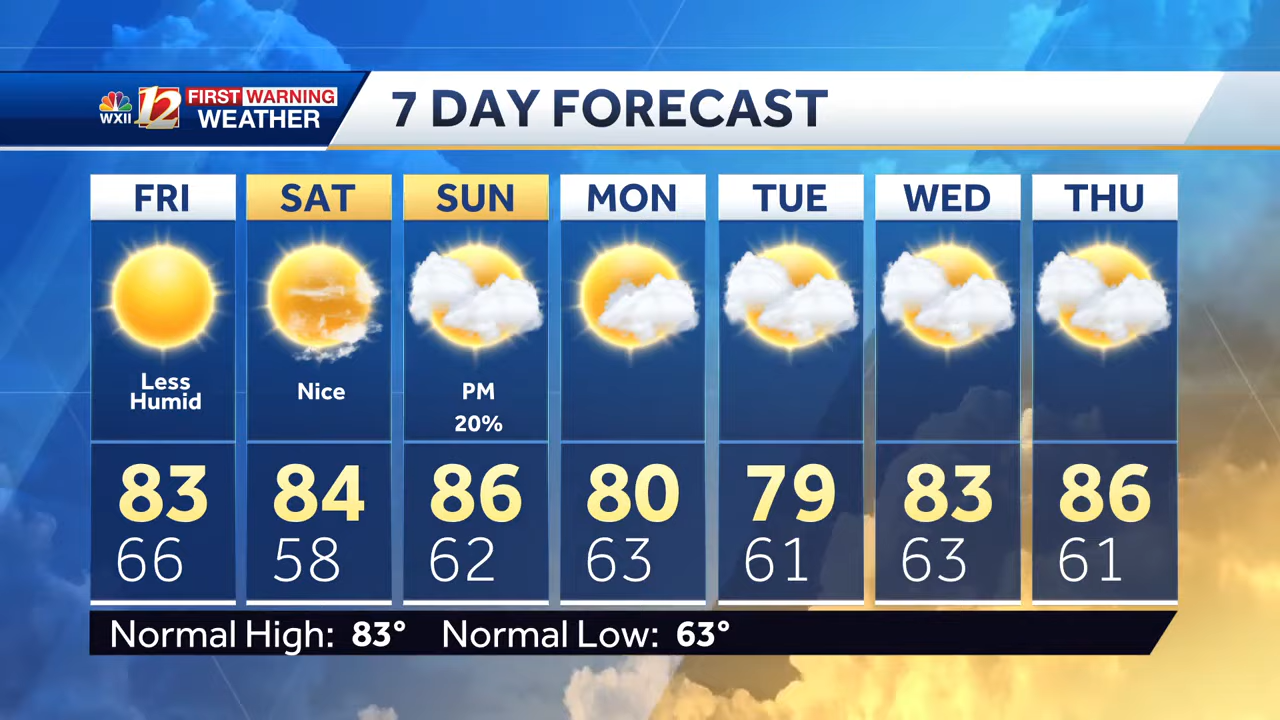 WXII 12 FIRST WARNING
WEATHER
7 DAY FORECAST
FRI SAT SUN MON TUE WED THU
Less
Humid
Nice
PM
20%
83 84 86 80 79 83 86
66 58 62 63 61 63 61
Normal High: 83° Normal Low: 63°